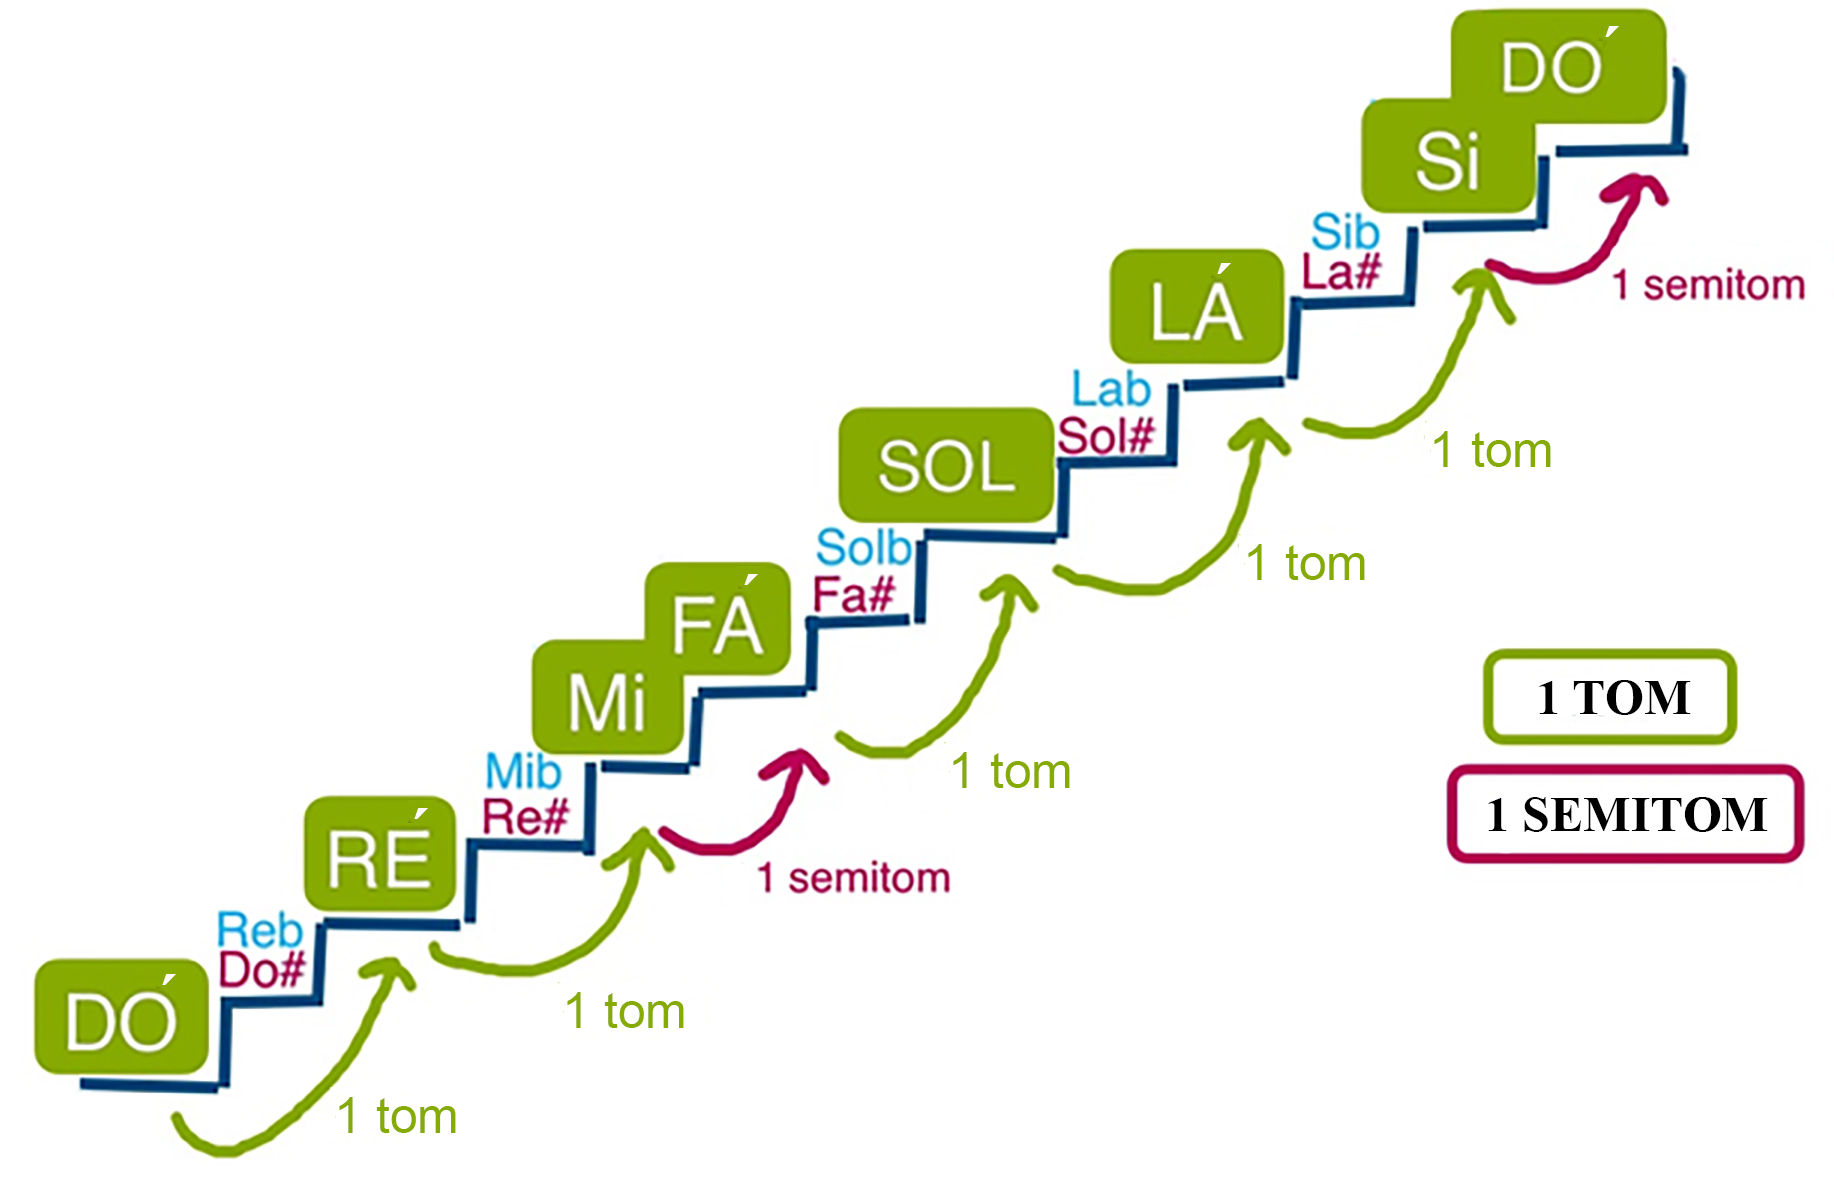 DO´
Si
Sib
La#
1 semitom
LÁ
1 tom
Lab
Sol#
SOL
1 tom
Solb
Fa#
FÁ
Mi
1 tom
Mib
Re#
1 semitom
RÉ
1 tom
Reb
Do#
DÓ
1 tom
1 TOM
1 SEMITOM